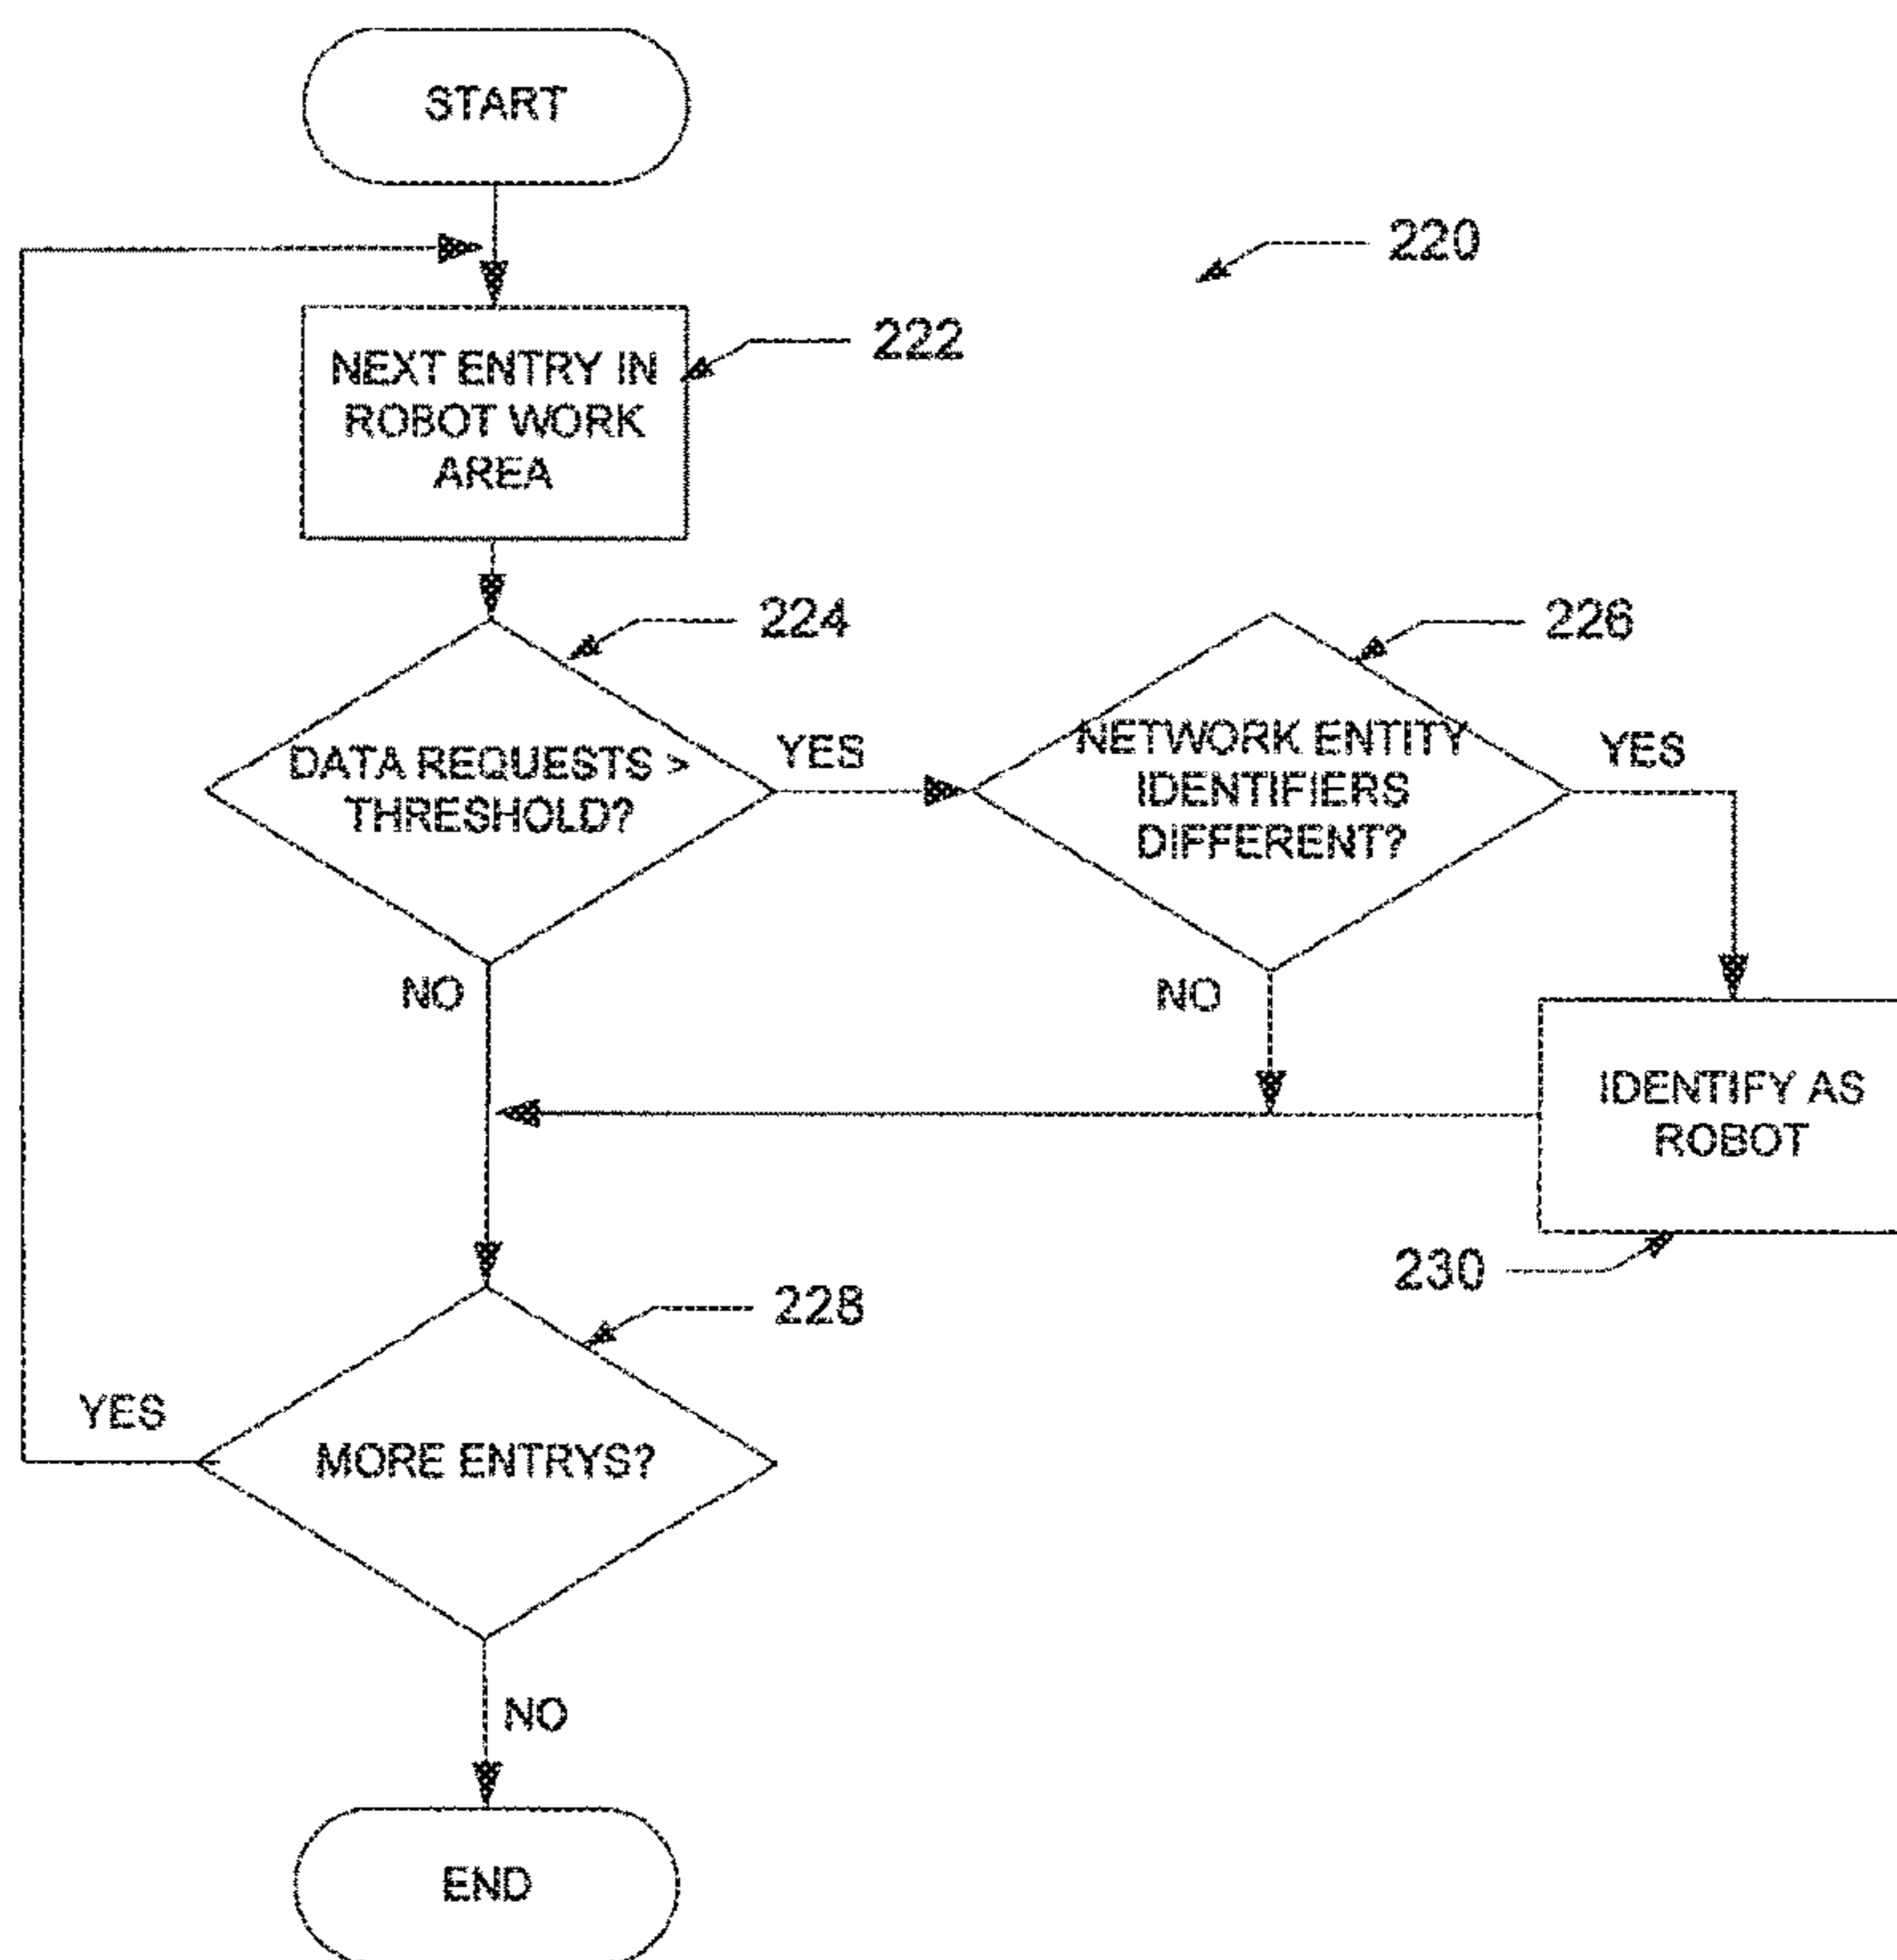 START
220
NEXT ENTRY IN
ROBOT WORK
AREA
222
224
DATA REQUESTS >
THRESHOLD?
YES
226
NETWORK ENTITY
IDENTIFIERS
DIFFERENT?
YES
NO
NO
IDENTIFY AS
ROBOT
230
228
MORE ENTRYS?
YES
NO
END